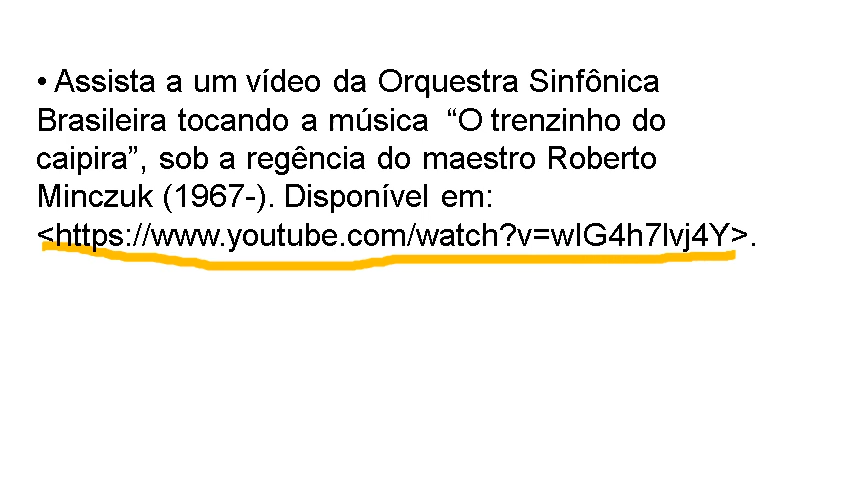 • Assista a um vídeo da Orquestra Sinfônica
Brasileira tocando a música “O trenzinho do
caipira”, sob a regência do maestro Roberto
Minczuk (1967-). Disponível em:
<https://www.youtube.com/watch?v=wIG4h7lvj4Y>.